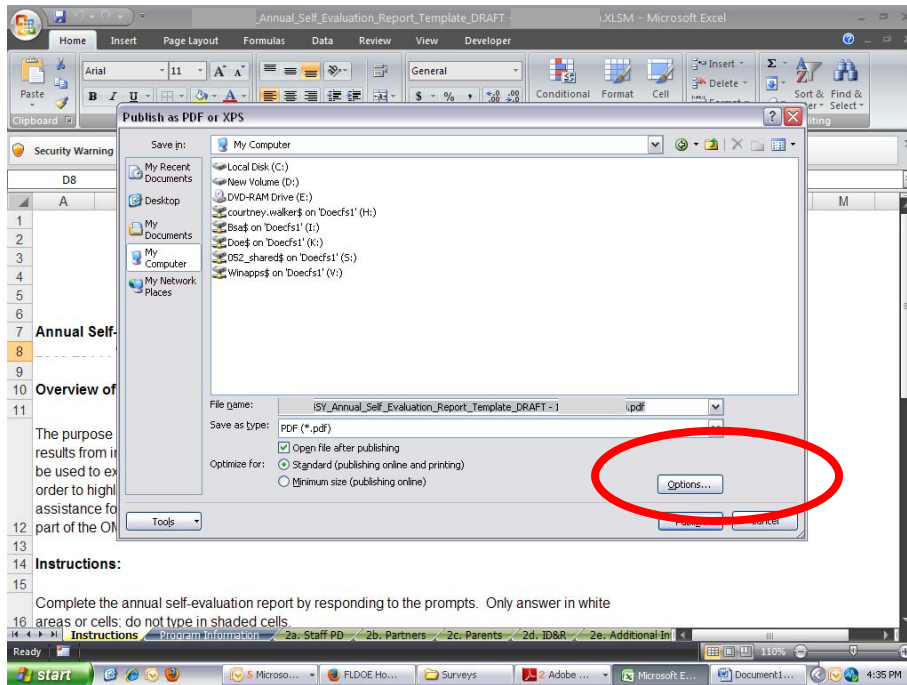 _Annual_Self_Evaluation_Report_Template_DRAFT - .XLSM - Microsoft Excel
Home Insert Page Layout Formulas Data Review View Developer
Arial 11 A A General Insert Σ
Paste B I U A $ % , .0 .00 Conditional Format Cell Delete Sort & Find &
Select
Clipboard
Publish as PDF or XPS
Security Warning
Save in: My Computer
D8
My Recent Documents
Desktop
My Documents
My Computer
My Network Places
Local Disk (C:)
New Volume (D:)
DVD-RAM Drive (E:)
courtney.walker$ on 'Doecfs1' (H:)
Bsa$ on 'Doecfs1' (I:)
Doe$ on 'Doecfs1' (K:)
052_shared$ on 'Doecfs1' (S:)
Winapps$ on 'Doecfs1' (V:)
A M
1
2
3
4
5
6
7 Annual Self-
8
9
10 Overview of
11
The purpose
results from
be used to
order to
assistance
12 part of the
File name: SY_Annual_Self_Evaluation_Report_Template_DRAFT - .pdf
Save as type: PDF (*.pdf)
Open file after publishing
Optimize for: Standard (publishing online and printing)
Minimum size (publishing online)
Options...
Tools Cancel
13
14 Instructions:
15
Complete the annual self-evaluation report by responding to the prompts. Only answer in white
16 areas or cells; do not type in shaded cells.
Instructions Program Information 2a. Staff PD 2b. Partners 2c. Parents 2d. ID&R 2e. Additional In
Ready 110%
start 5 Microso... FLDOE Ho... Surveys 2 Adobe ... Microsoft E... Document1... 4:35 PM